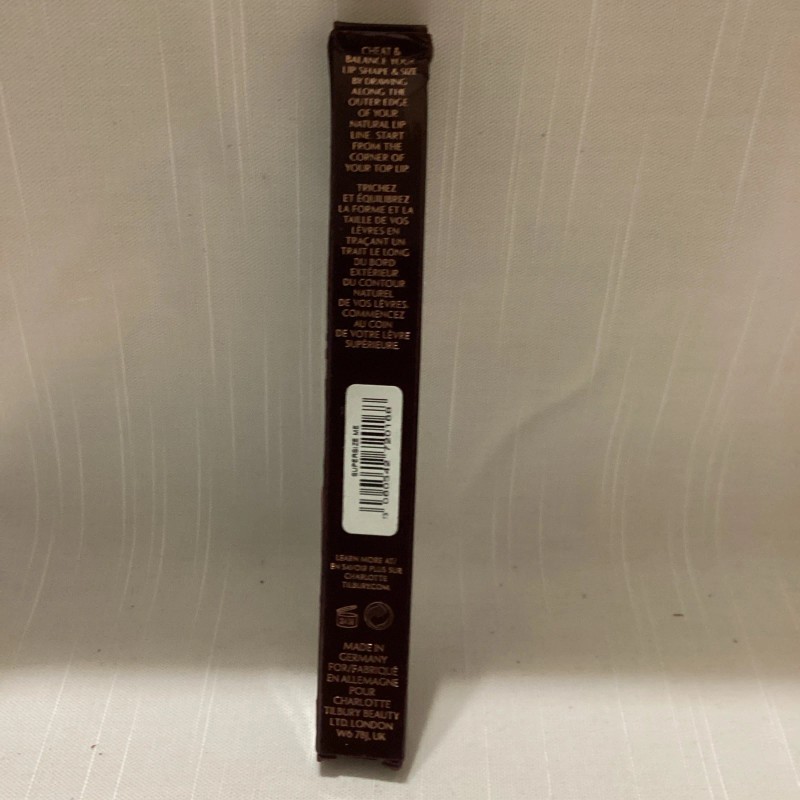 CHEAT &
BALANCE YOUR
LIP SHAPE & SIZE
BY DRAWING
ALONG THE
OUTER EDGE
OF YOUR
NATURAL LIP
LINE. START
FROM THE
CORNER OF
YOUR TOP LIP.
TRICHEZ
ET ÉQUILIBREZ
LA FORME ET LA
TAILLE DE VOS
LÈVRES EN
TRAÇANT UN
TRAIT LE LONG
DU BORD
EXTÉRIEUR
DU CONTOUR
NATUREL
DE VOS LÈVRES.
COMMENCEZ
AU COIN
DE VOTRE LÈVRE
SUPÉRIEURE.
SUPERSIZE ME
5 060542 720168
LEARN MORE AT/
EN SAVOIR PLUS SUR
CHARLOTTE
TILBURY.COM
MADE IN
GERMANY
FOR/FABRIQUÉ
EN ALLEMAGNE
POUR
CHARLOTTE
TILBURY BEAUTY
LTD. LONDON
W6 7BJ, UK